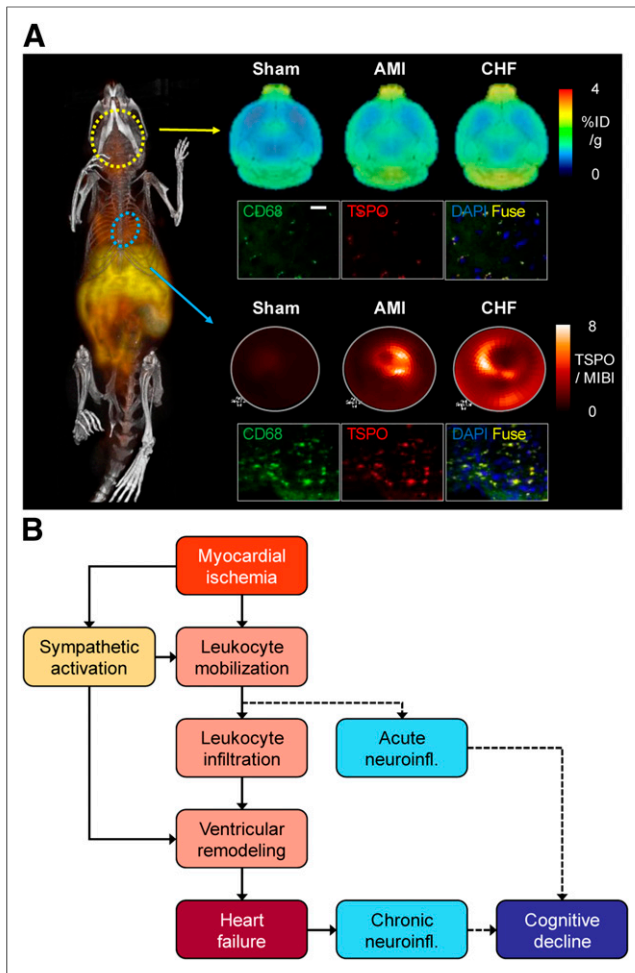 A
Sham AMI CHF
4
%ID
/g
0
CD68 TSPO DAPI Fuse
Sham AMI CHF
8
TSPO
/ MIBI
0
CD68 TSPO DAPI Fuse
B
Myocardial
ischemia
Sympathetic
activation
Leukocyte
mobilization
Leukocyte
infiltration
Acute
neuroinfl.
Ventricular
remodeling
Heart
failure
Chronic
neuroinfl.
Cognitive
decline